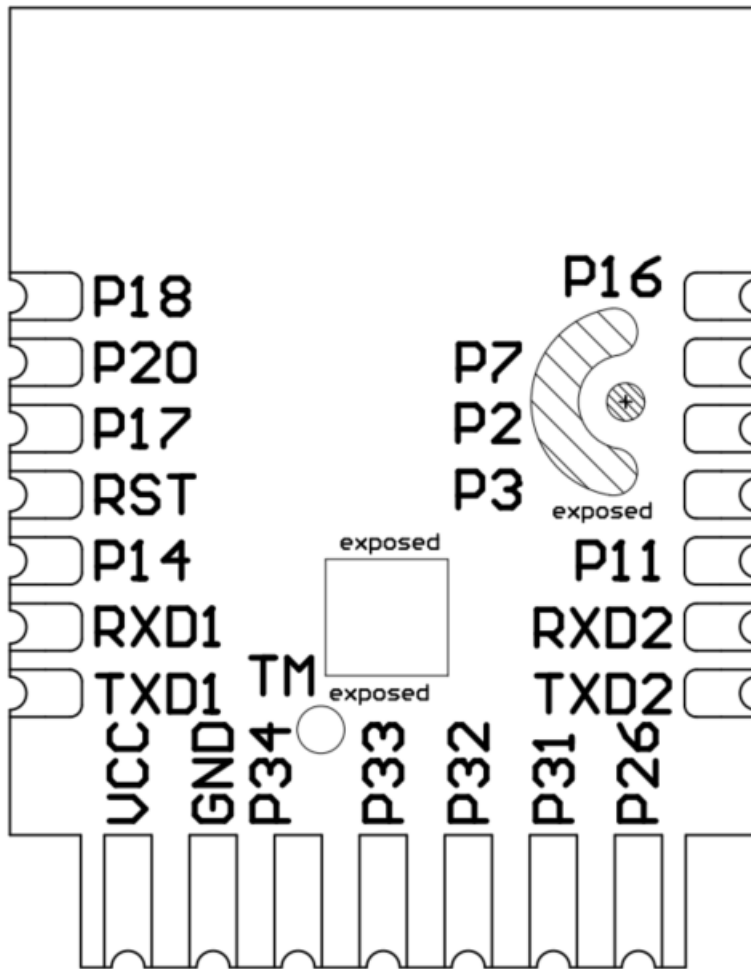 P18
P16
P20
P7
P17
P2
RST
P3
exposed
exposed
P14
P11
RXD1
RXD2
TM
exposed
TXD1
TXD2
VCC
GND
P34
P33
P32
P31
P26